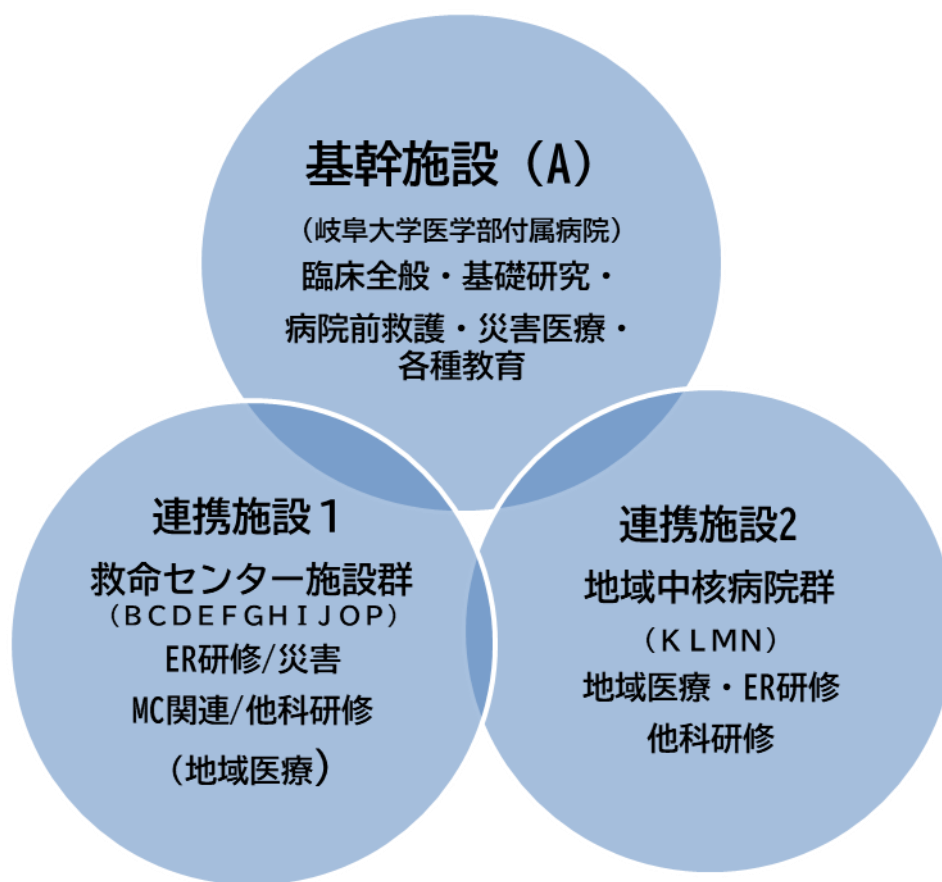 基幹施設（A）
（岐阜大学医学部付属病院）
臨床全般・基礎研究・
病院前救護・災害医療・
各種教育
連携施設１
救命センター施設群
（ＢＣＤＥＦＧＨＩＪＯＰ）
ER研修/災害
MC関連/他科研修
（地域医療）
連携施設2
地域中核病院群
（ＫＬＭＮ）
地域医療・ER研修
他科研修